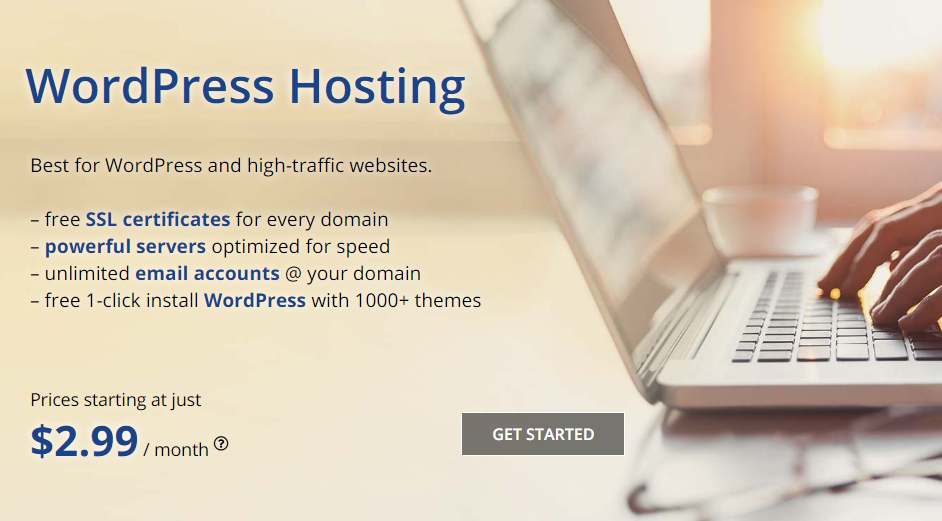 WordPress Hosting
Best for WordPress and high-traffic websites.
– free SSL certificates for every domain
– powerful servers optimized for speed
– unlimited email accounts @ your domain
– free 1-click install WordPress with 1000+ themes
Prices starting at just
$2.99 / month ?
GET STARTED